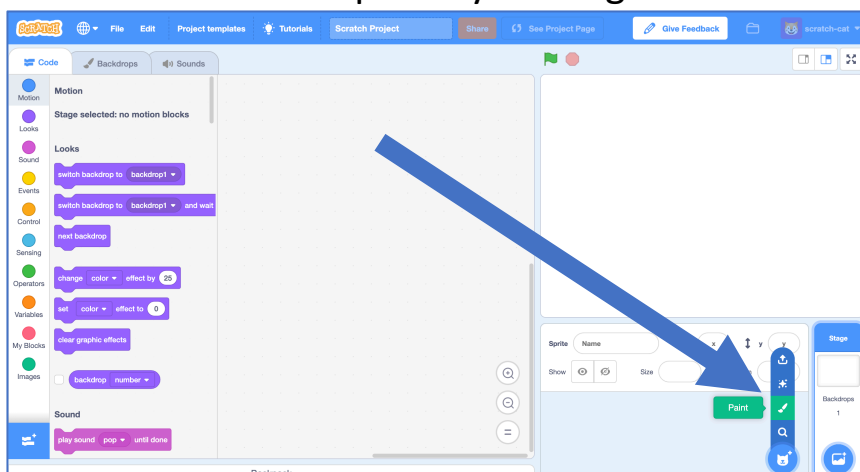 SCRATCH File Edit Project templates Tutorials Scratch Project Share See Project Page Give Feedback scratch-cat
Code Backdrops Sounds
Motion
Looks
Sound
Events
Control
Sensing
Operators
Variables
My Blocks
Images
Motion
Stage selected: no motion blocks
Looks
switch backdrop to backdrop1
switch backdrop to backdrop1 and wait
next backdrop
change color effect by 25
set color effect to 0
clear graphic effects
backdrop number
Sound
play sound pop until done
Sprite Name x y y
Show Size
Paint
Stage
Backdrops
1